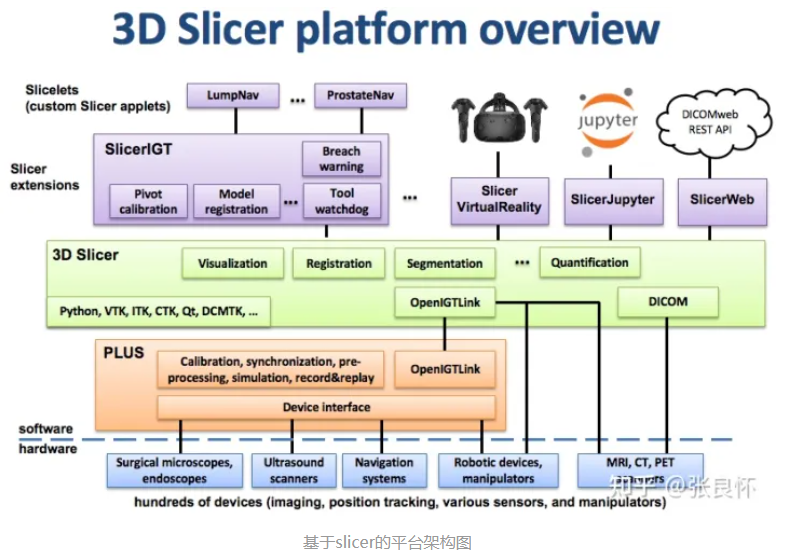 3D Slicer platform overview
Slicelets
(custom Slicer applets)
LumpNav
...
ProstateNav
jupyter
DICOMweb
REST API
Slicer
extensions
SlicerIGT
Breach
warning
Pivot
calibration
Model
registration
...
Tool
watchdog
...
Slicer
VirtualReality
SlicerJupyter
SlicerWeb
3D Slicer
Visualization
Registration
Segmentation
...
Quantification
Python, VTK, ITK, CTK, Qt, DCMTK, ...
OpenIGTLink
DICOM
PLUS
Calibration, synchronization, pre-
processing, simulation, record&replay
OpenIGTLink
Device interface
software
hardware
Surgical microscopes,
endoscopes
Ultrasound
scanners
Navigation
systems
Robotic devices,
manipulators
MRI, CT, PET
知乎 @张良怀
hundreds of devices (imaging, position tracking, various sensors, and manipulators)
基于slicer的平台架构图